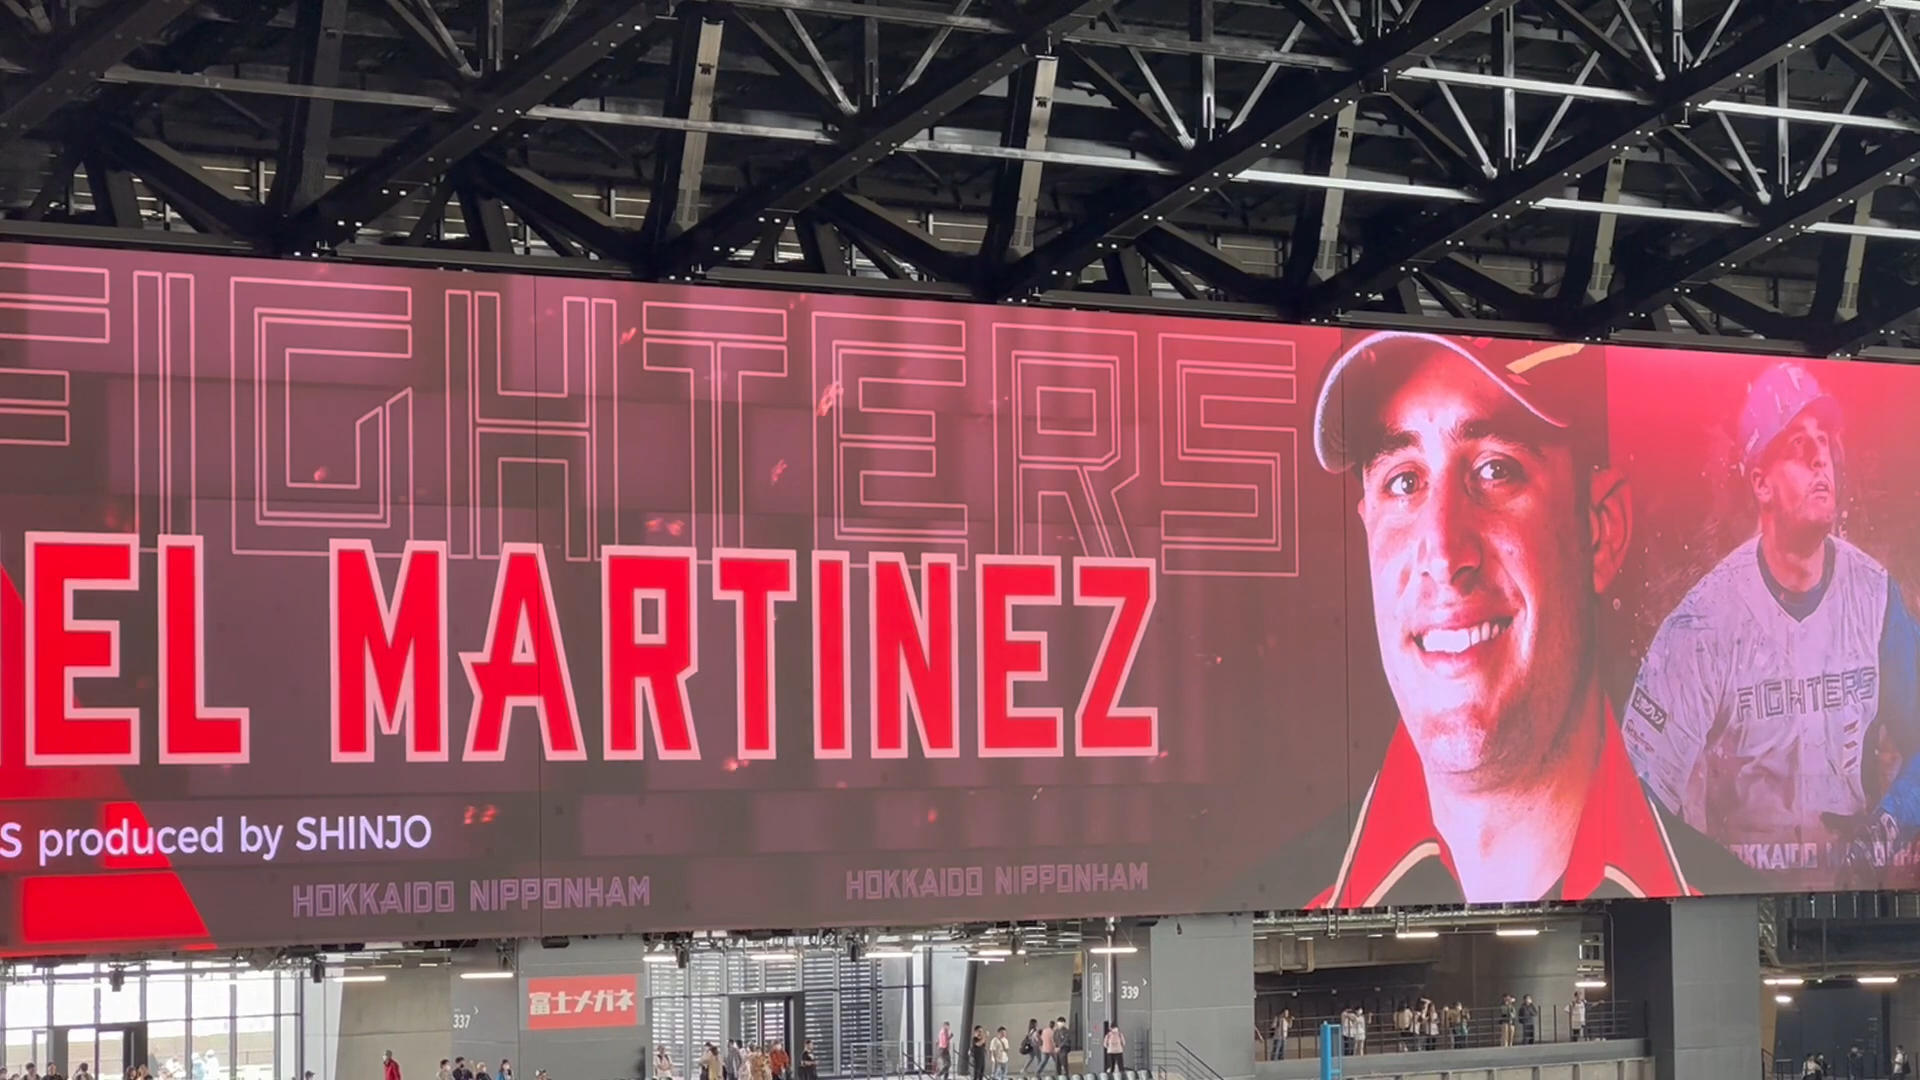 FIGHTERS
EL MARTINEZ
FIGHTERS
S produced by SHINJO
HOKKAIDO NIPPONHAM
HOKKAIDO NIPPONHAM
富士メガネ
337
339